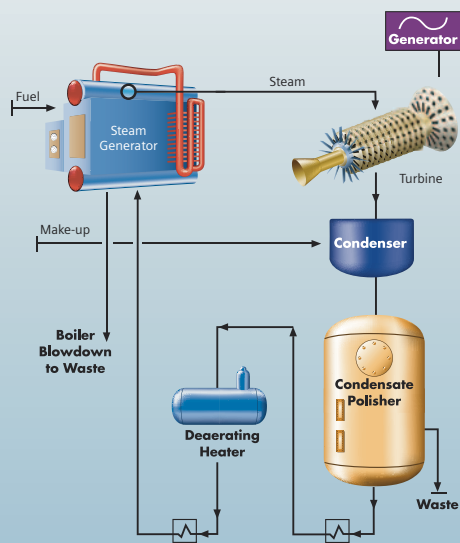 Generator
Steam
Fuel
Steam
Generator
Turbine
Make-up
Condenser
Boiler
Blowdown
to Waste
Condensate
Polisher
Deaerating
Heater
Waste